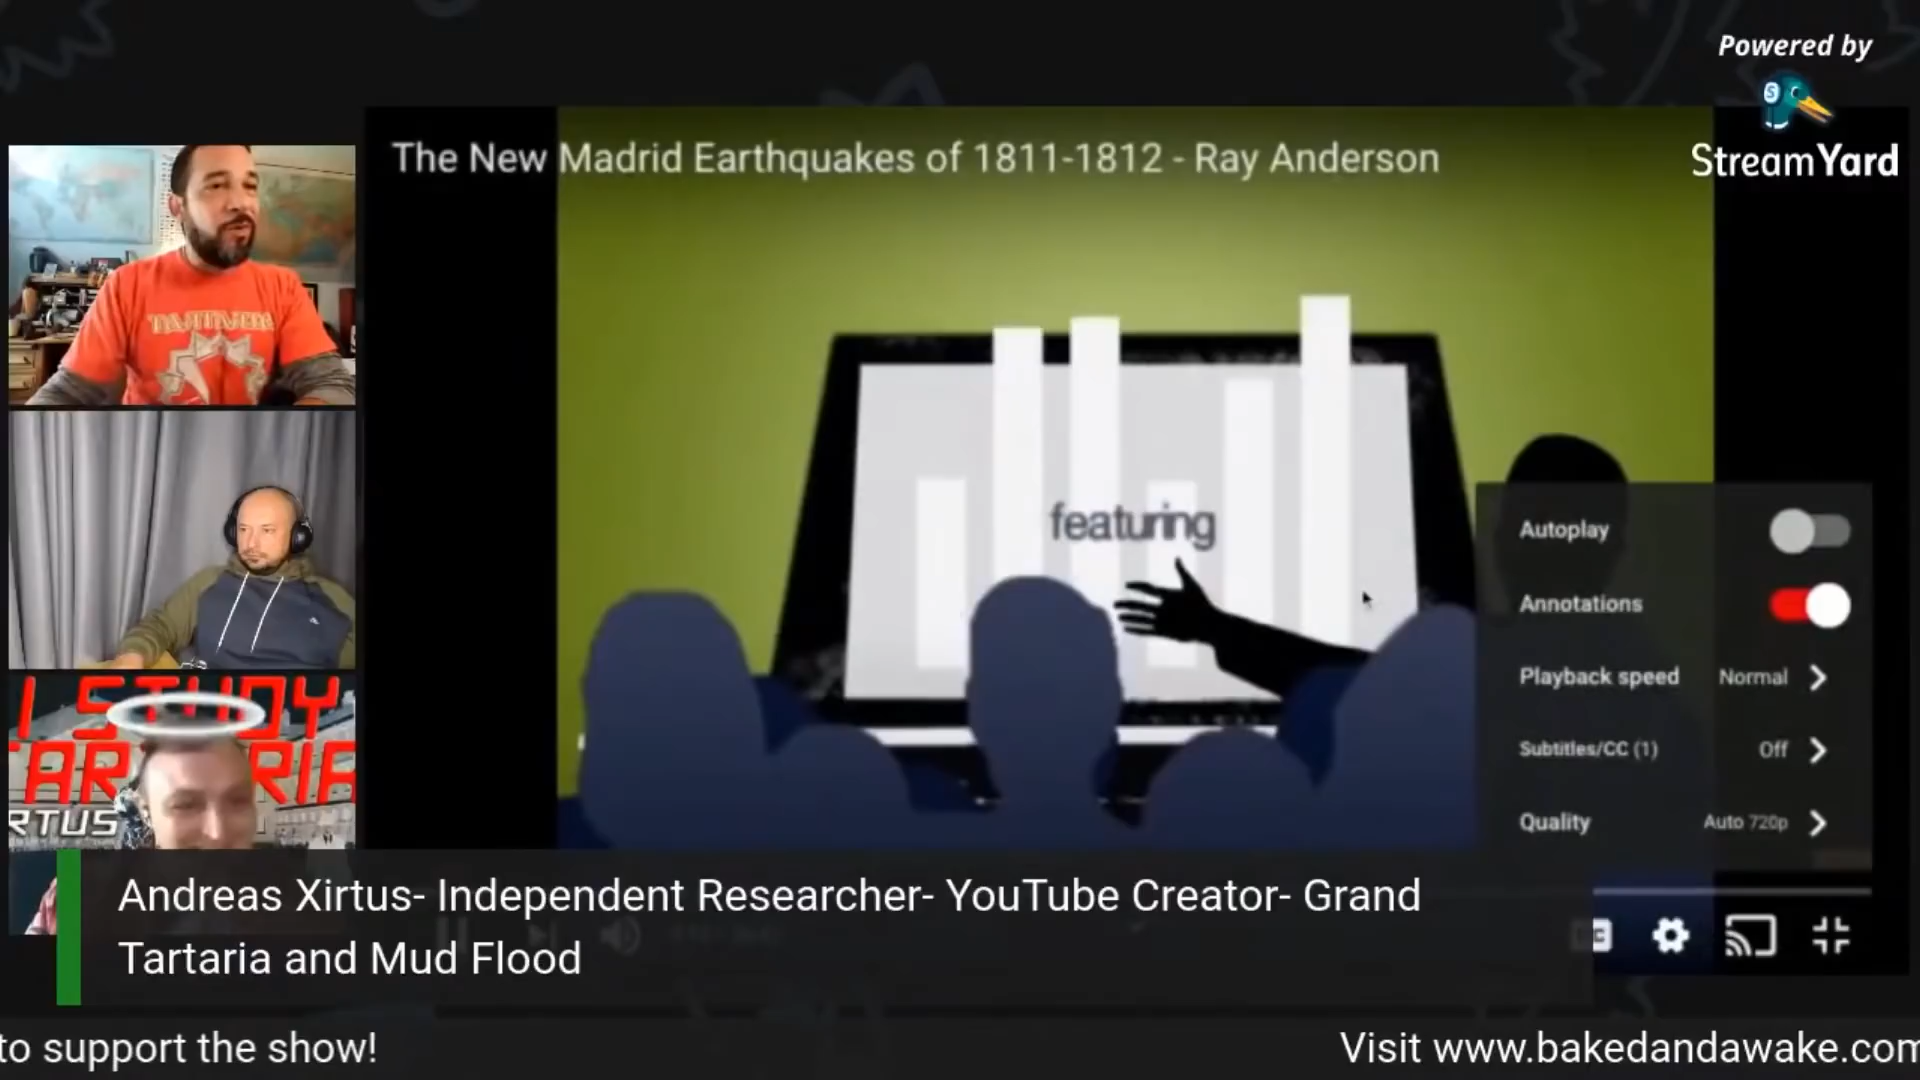 Powered by
StreamYard
The New Madrid Earthquakes of 1811-1812 - Ray Anderson
featuring
Autoplay
Annotations
Playback speed Normal
Subtitles/CC (1) Off
Quality Auto 720p
I STUDY
TARTARIA
Andreas Xirtus- Independent Researcher- YouTube Creator- Grand
Tartaria and Mud Flood
to support the show!
Visit www.bakedandawake.com